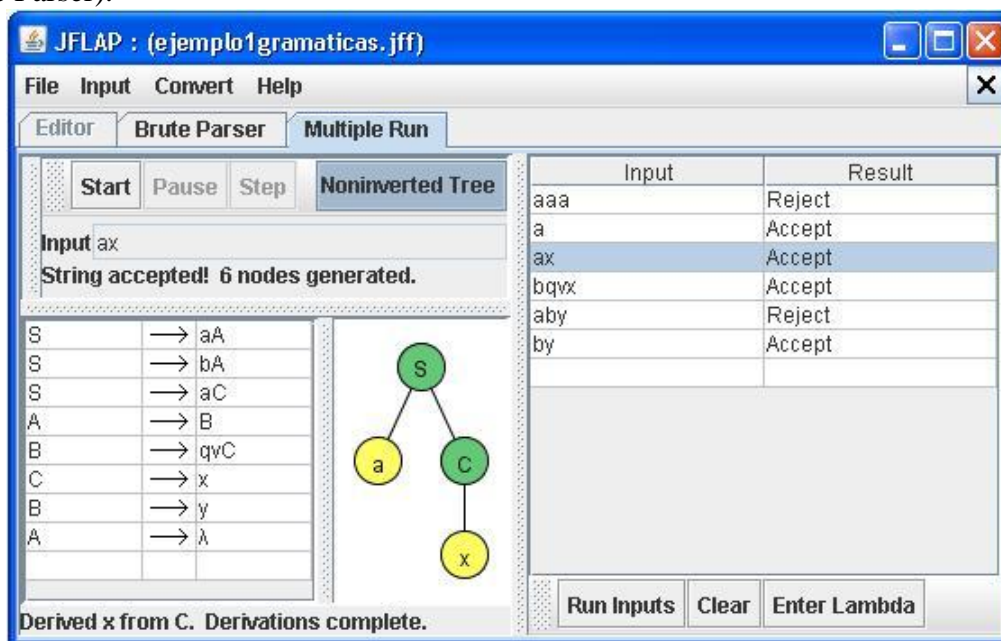 JFLAP : (ejemplo1gramaticas.jff)
File Input Convert Help
Editor Brute Parser Multiple Run
Start Pause Step Noninverted Tree
Input ax
String accepted! 6 nodes generated.
S → aA
S → bA
S → aC
A → B
B → qvC
C → x
B → y
A → λ
S
a C
x
Derived x from C. Derivations complete.
Input Result
aaa Reject
a Accept
ax Accept
bqvx Accept
aby Reject
by Accept
Run Inputs Clear Enter Lambda